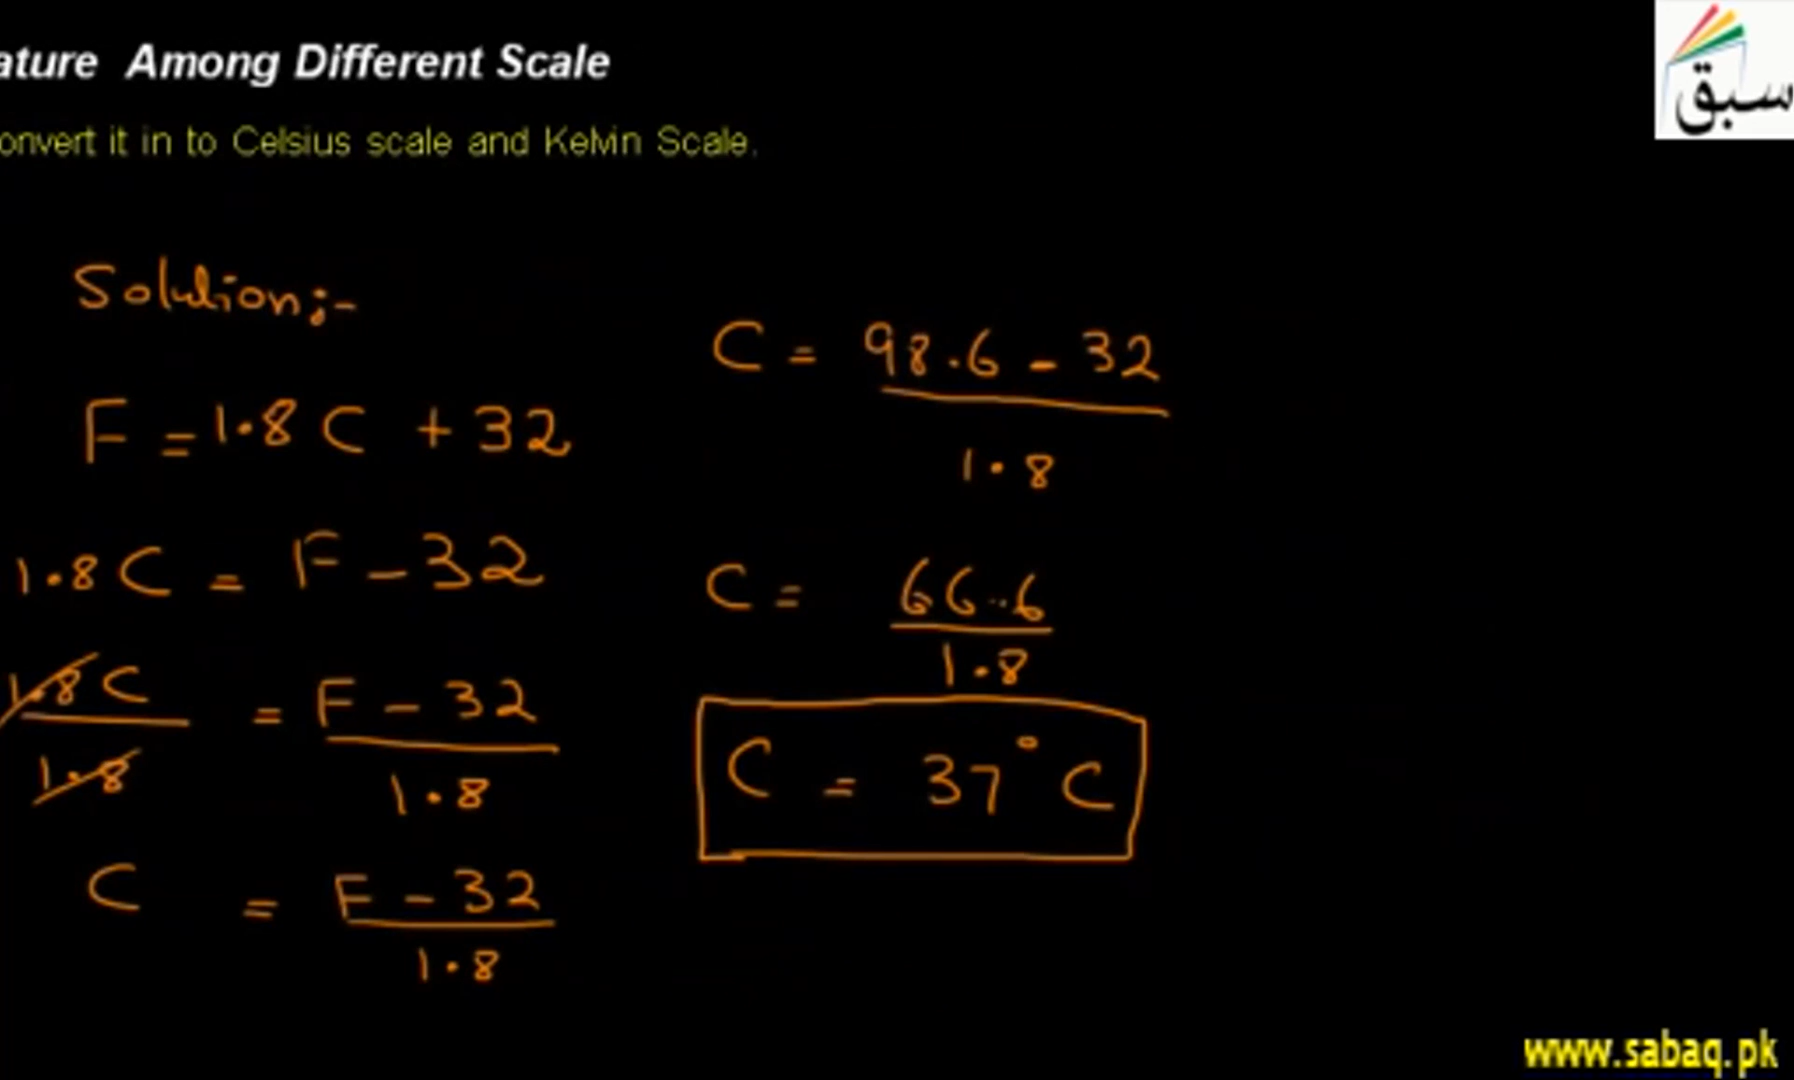 ature Among Different Scale
سبق
onvert it in to Celsius scale and Kelvin Scale.
Solution;-
F = 1.8 C + 32
1.8 C = F - 32
1.8 C / 1.8 = F - 32 / 1.8
C = F - 32 / 1.8
C = 98.6 - 32 / 1.8
C = 66.6 / 1.8
C = 37° C
www.sabaq.pk